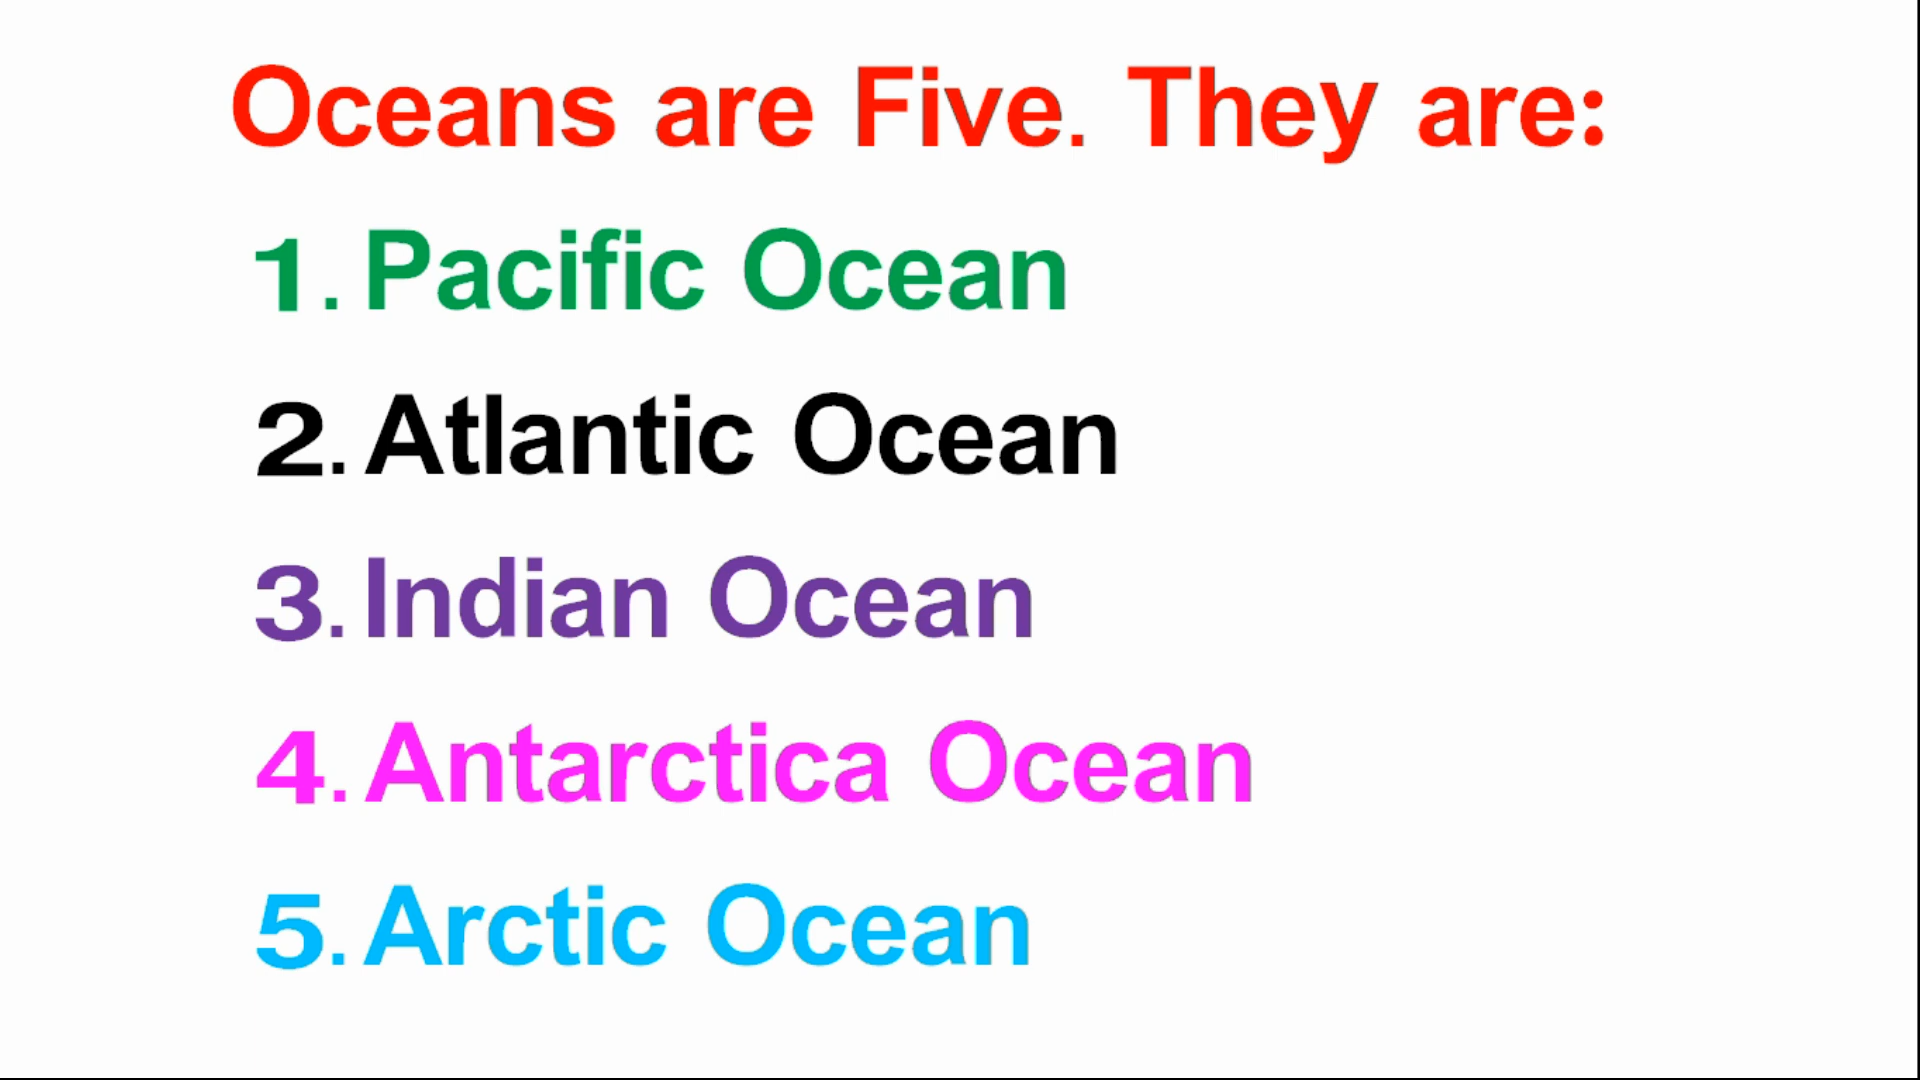 Oceans are Five. They are:
1. Pacific Ocean
2. Atlantic Ocean
3. Indian Ocean
4. Antarctica Ocean
5. Arctic Ocean